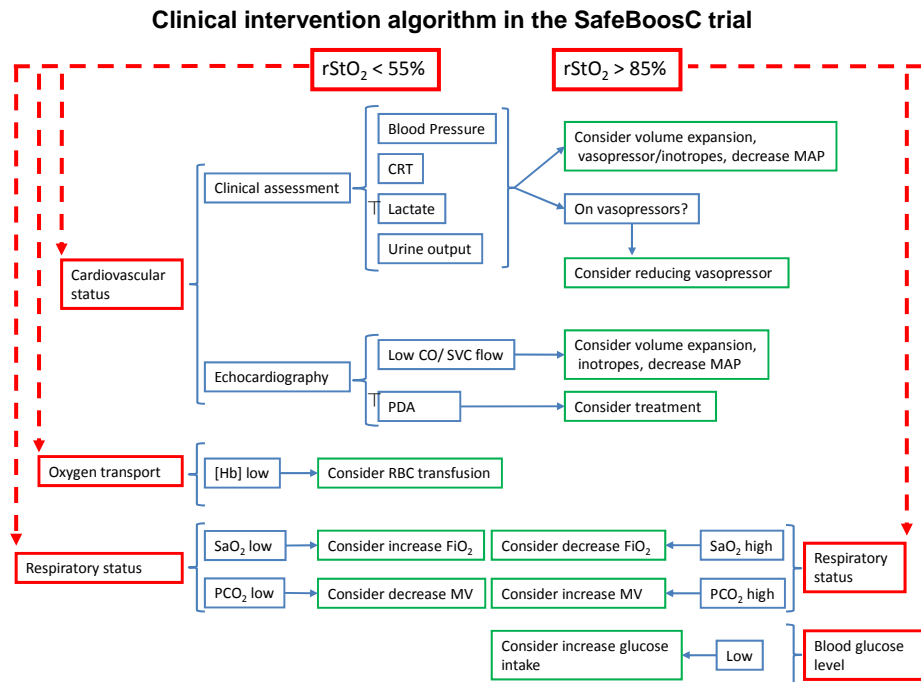 Clinical intervention algorithm in the SafeBoosC trial
rStO₂ < 55%
rStO₂ > 85%
Blood Pressure
Consider volume expansion,
vasopressor/inotropes, decrease MAP
Clinical assessment
CRT
Lactate
On vasopressors?
Urine output
Cardiovascular
status
Consider reducing vasopressor
Low CO/ SVC flow
Consider volume expansion,
inotropes, decrease MAP
Echocardiography
PDA
Consider treatment
Oxygen transport
[Hb] low
Consider RBC transfusion
SaO₂ low
Consider increase FiO₂
Consider decrease FiO₂
SaO₂ high
Respiratory status
Respiratory
status
PCO₂ low
Consider decrease MV
Consider increase MV
PCO₂ high
Consider increase glucose
intake
Low
Blood glucose
level